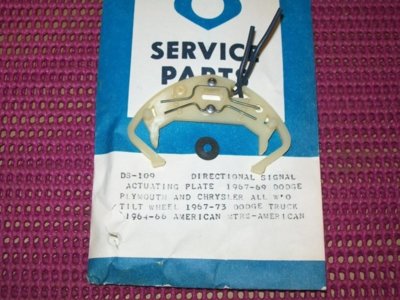 SERVICE
PARTS
DS-109 DIRECTIONAL SIGNAL
ACTUATING PLATE 1967-69 DODGE
PLYMOUTH AND CHRYSLER ALL W/O
TILT WHEEL 1967-73 DODGE TRUCK
1964-66 AMERICAN MTRS-AMERICAN